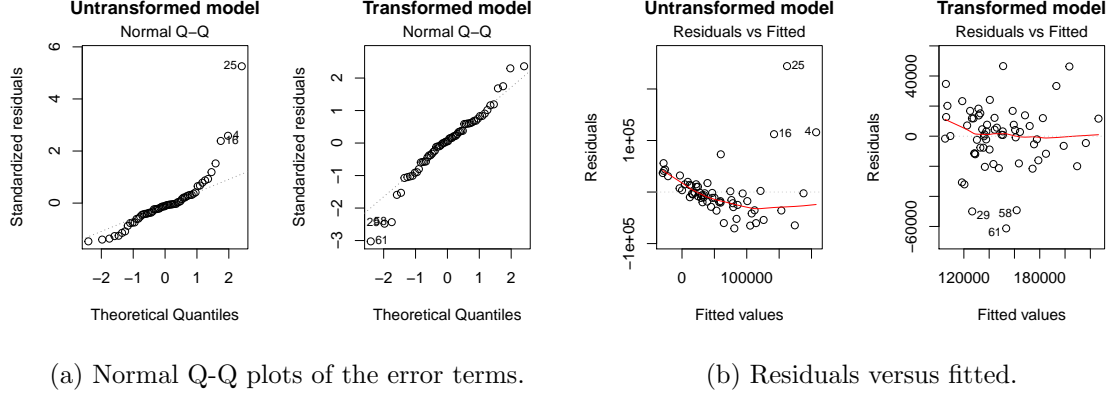 Untransformed model
Normal Q−Q
Standardized residuals
6
4
2
0
25
4
16
−2
−1
0
1
2
Theoretical Quantiles
Transformed model
Normal Q−Q
Standardized residuals
2
1
0
−1
−2
−3
58
61
−2
−1
0
1
2
Theoretical Quantiles
(a) Normal Q-Q plots of the error terms.
Untransformed model
Residuals vs Fitted
Residuals
1e+05
−1e+05
25
16
4
0
100000
Fitted values
Transformed model
Residuals vs Fitted
Residuals
40000
0
−60000
29
58
61
120000
180000
Fitted values
(b) Residuals versus fitted.